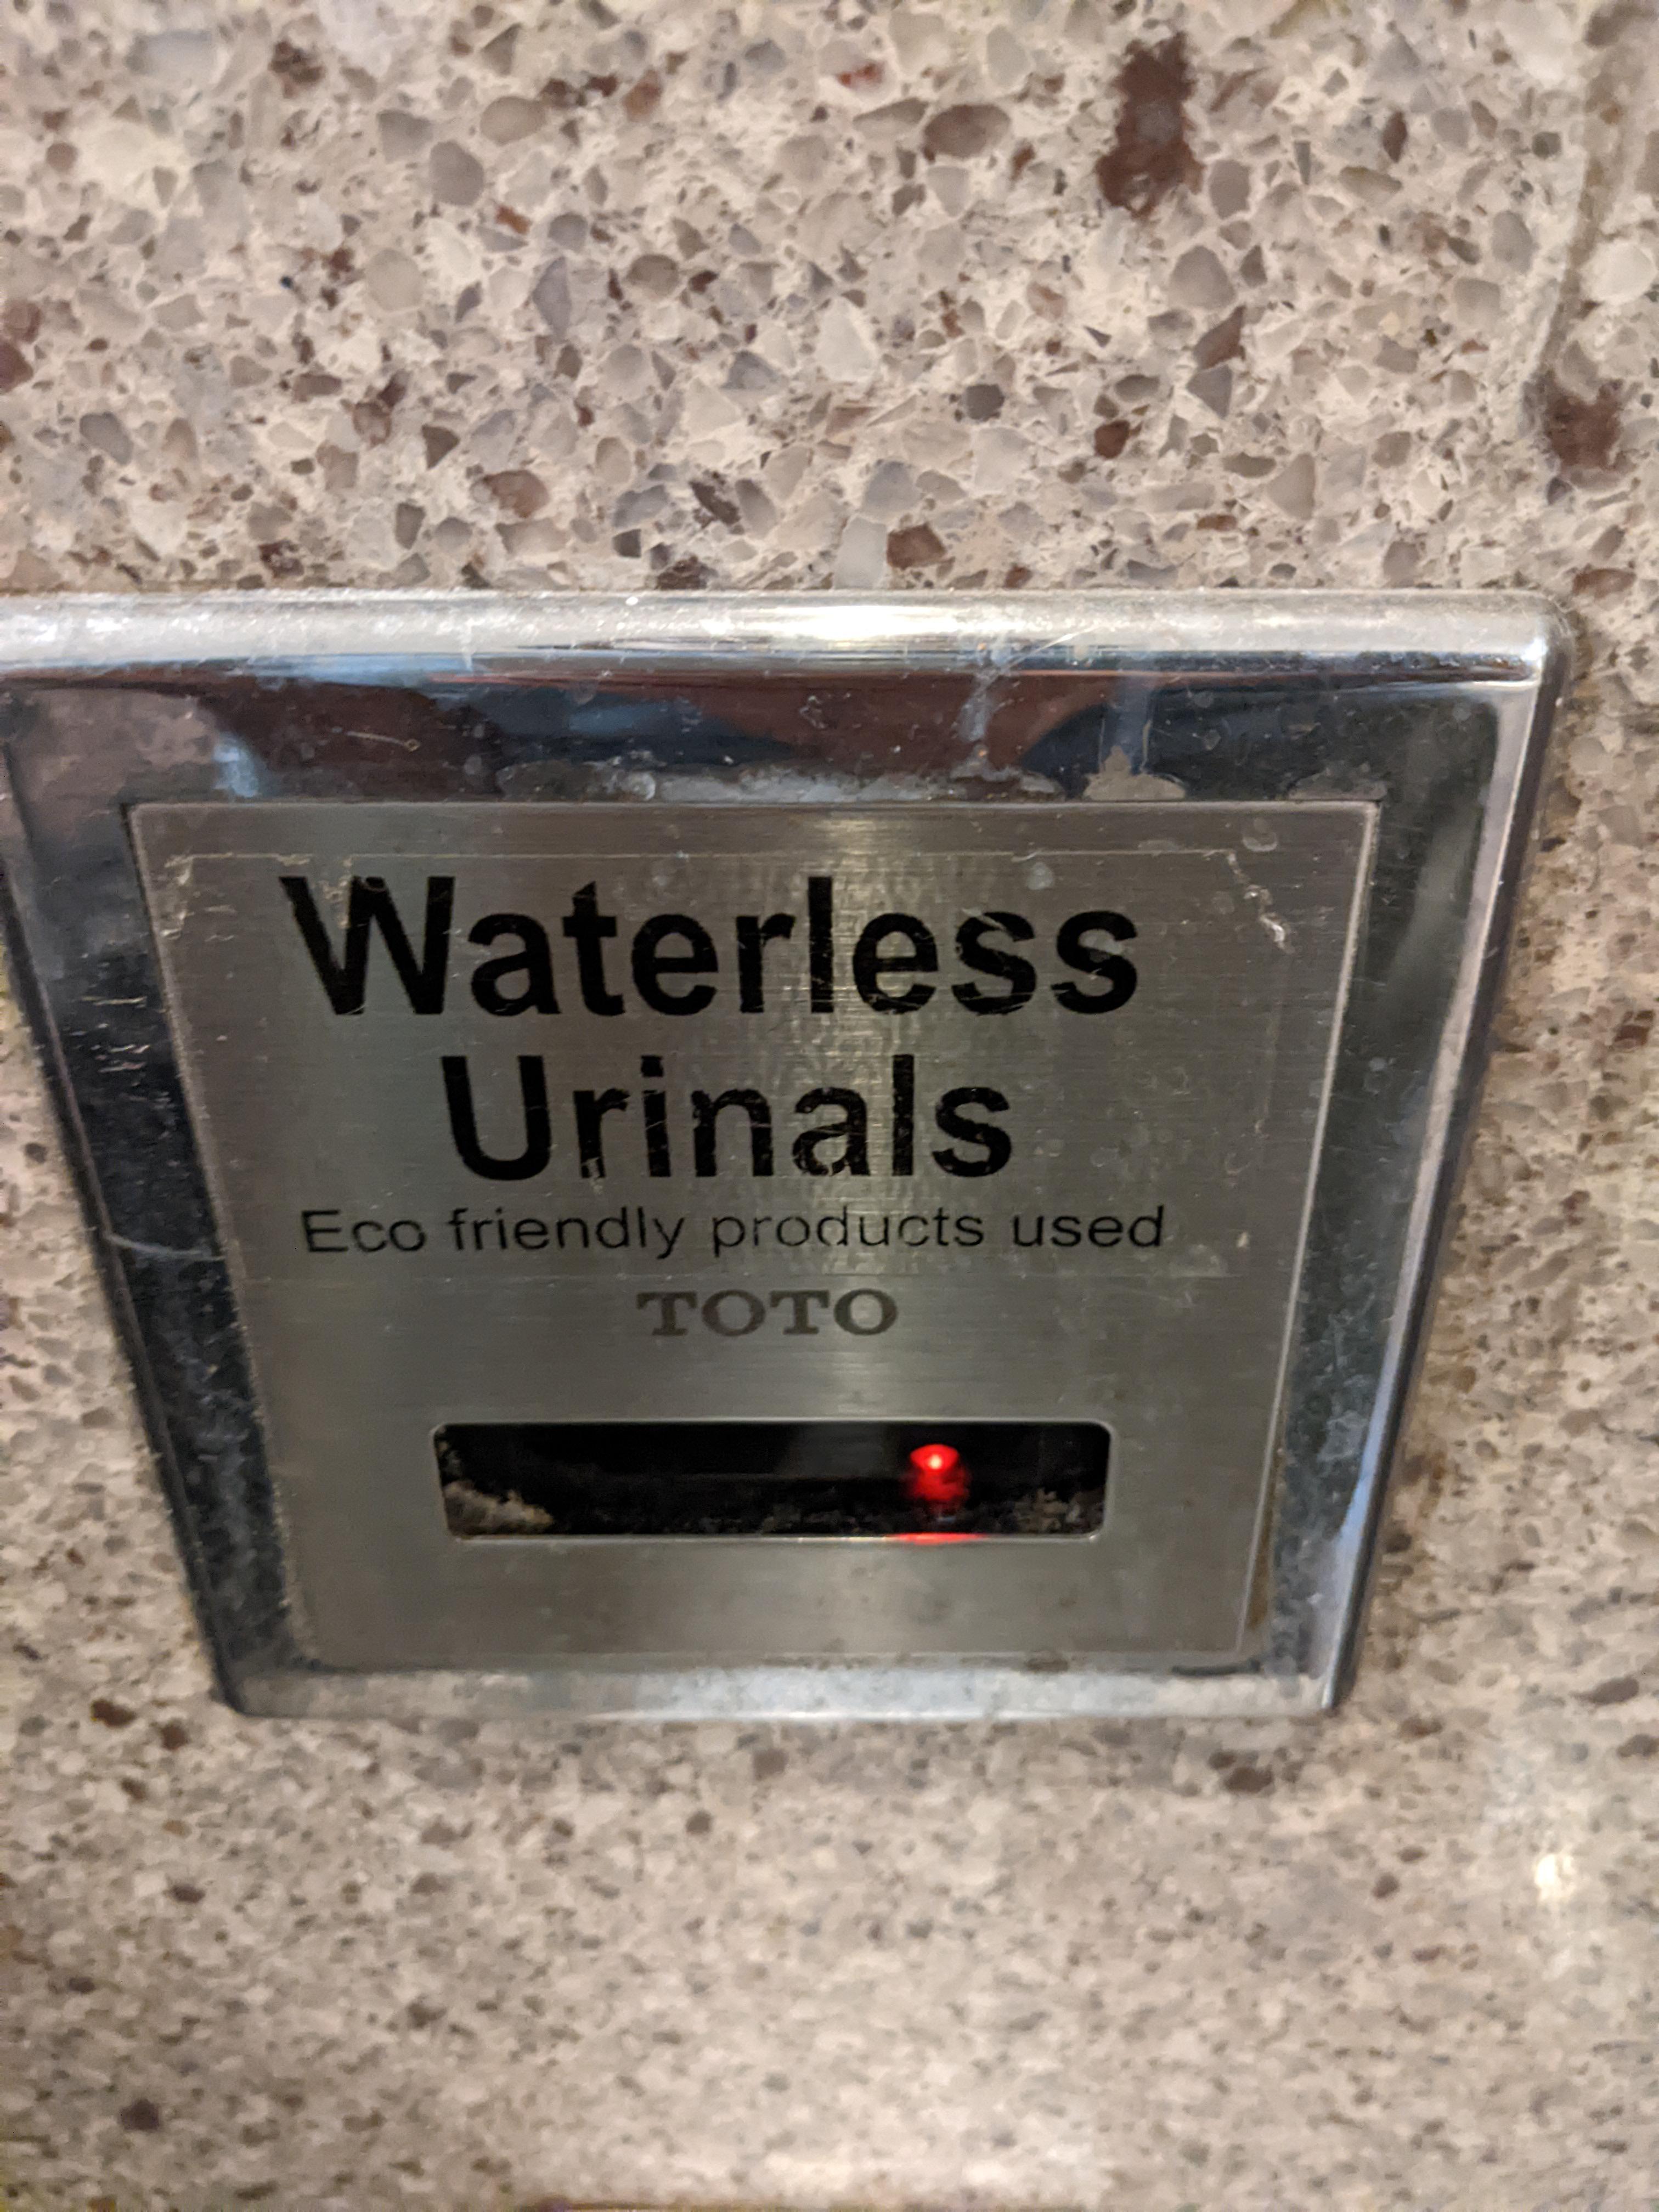 Waterless
Urinals
Eco friendly products used
TOTO